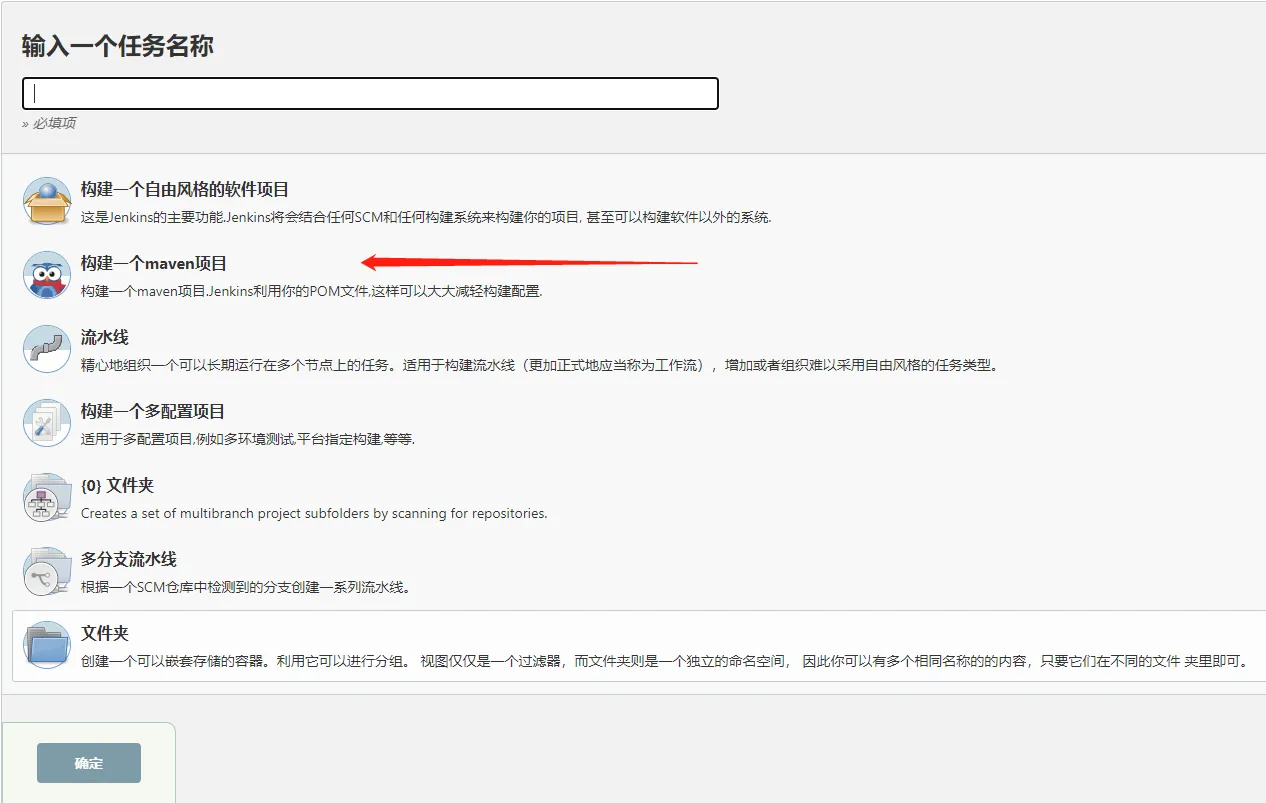 输入一个任务名称
» 必填项
构建一个自由风格的软件项目
这是Jenkins的主要功能.Jenkins将会结合任何SCM和任何构建系统来构建你的项目, 甚至可以构建软件以外的系统.
构建一个maven项目
构建一个maven项目.Jenkins利用你的POM文件,这样可以大大减轻构建配置.
流水线
精心地组织一个可以长期运行在多个节点上的任务。适用于构建流水线（更加正式地应当称为工作流），增加或者组织难以采用自由风格的任务类型。
构建一个多配置项目
适用于多配置项目,例如多环境测试,平台指定构建,等等.
{0} 文件夹
Creates a set of multibranch project subfolders by scanning for repositories.
多分支流水线
根据一个SCM仓库中检测到的分支创建一系列流水线。
文件夹
创建一个可以嵌套存储的容器。利用它可以进行分组。 视图仅仅是一个过滤器，而文件夹则是一个独立的命名空间， 因此你可以有多个相同名称的的内容，只要它们在不同的文件 夹里即可。
确定